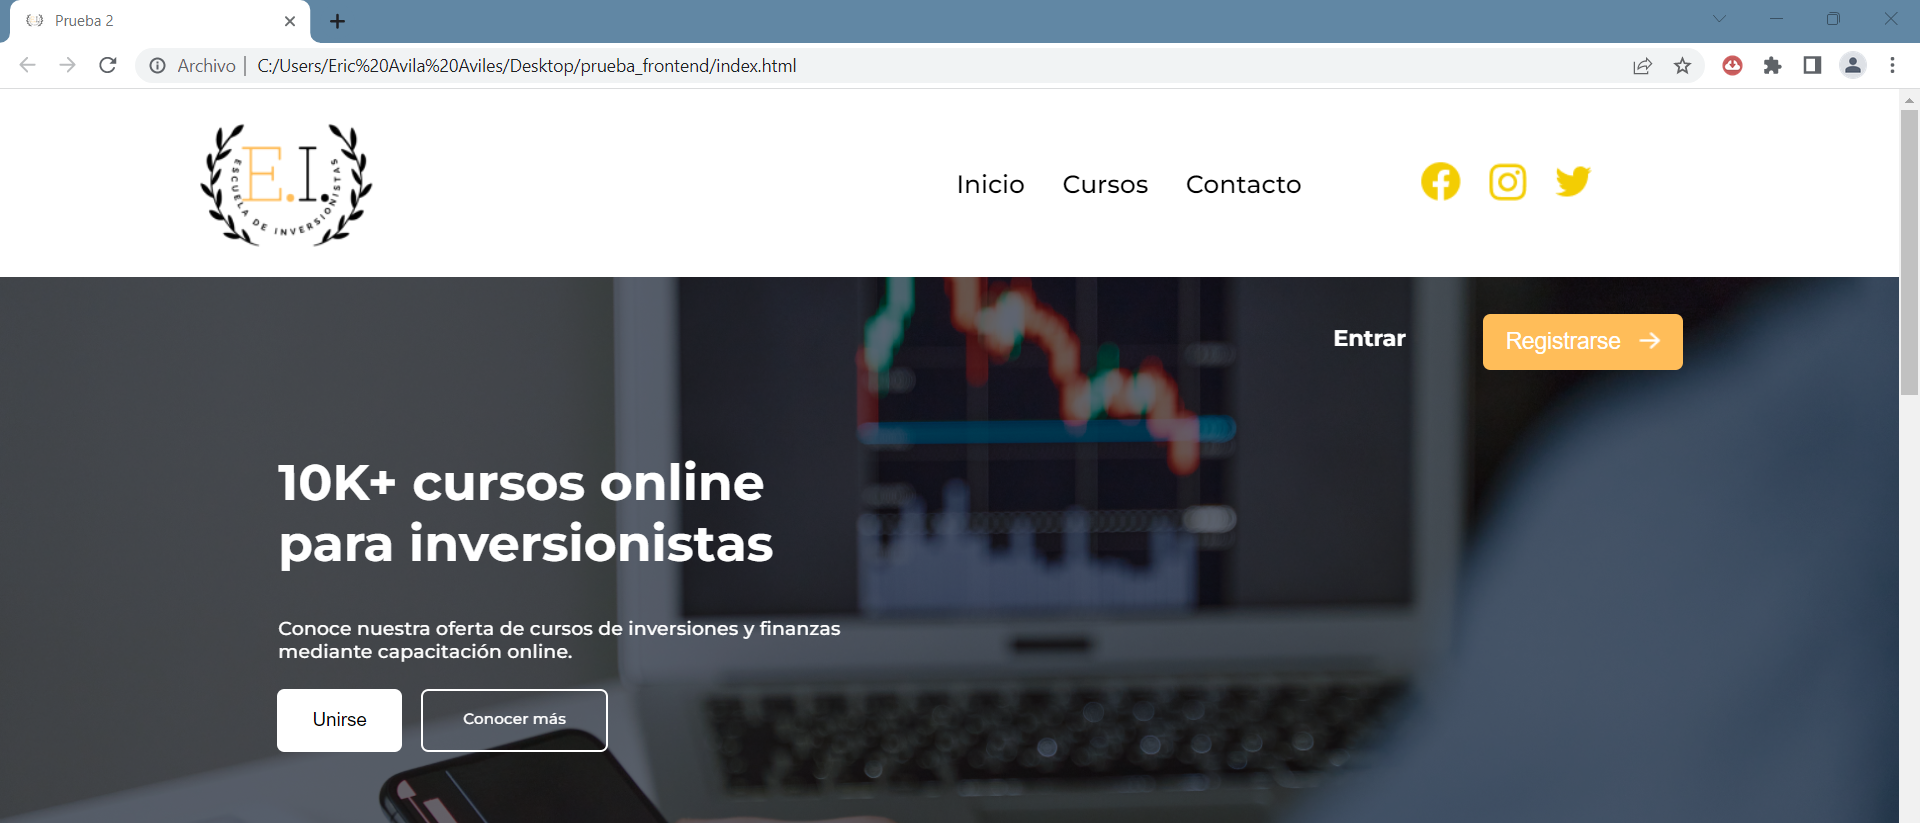 Prueba 2
Archivo
C:/Users/Eric%20Avila%20Aviles/Desktop/prueba_frontend/index.html
E.I.
ESCUELA DE INVERSIONISTAS
Inicio Cursos Contacto
Entrar
Registrarse →
10K+ cursos online
para inversionistas
Conoce nuestra oferta de cursos de inversiones y finanzas
mediante capacitación online.
Unirse
Conocer más